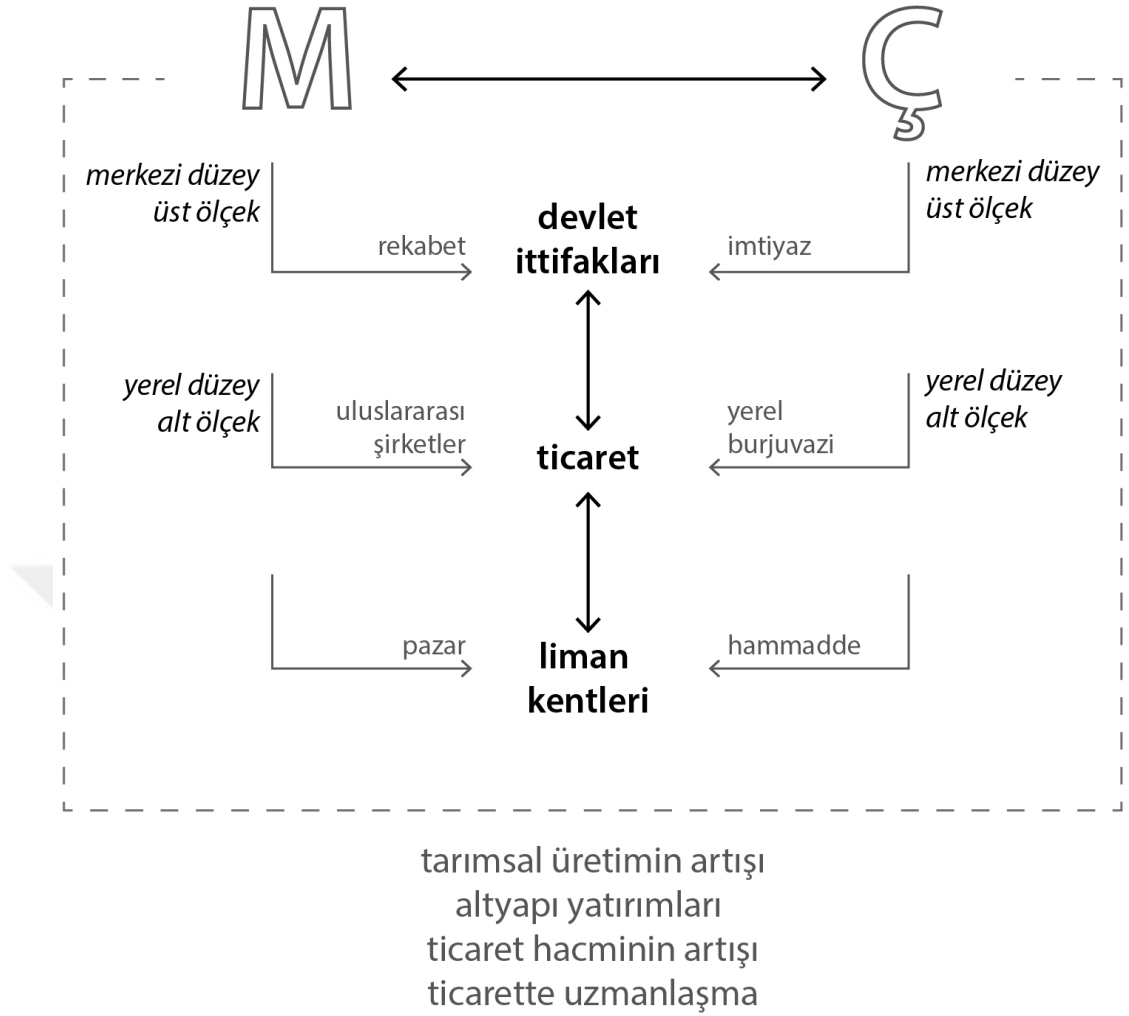 M
Ç
merkezi düzey
üst ölçek
rekabet
devlet
ittifakları
imtiyaz
merkezi düzey
üst ölçek
yerel düzey
alt ölçek
uluslararası
şirketler
ticaret
yerel
burjuvazi
yerel düzey
alt ölçek
pazar
liman
kentleri
hammadde
tarımsal üretimin artışı
altyapı yatırımları
ticaret hacminin artışı
ticarette uzmanlaşma